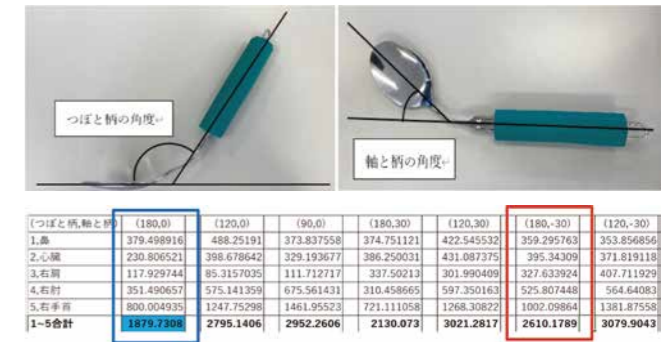 つぼと柄の角度
軸と柄の角度
(つぼと柄,軸と柄) (180,0) (120,0) (90,0) (180,30) (120,30) (180,-30) (120,-30)
1,鼻 379.498916 488.25191 373.837558 374.751121 422.545532 359.295763 353.856856
2,心臓 230.806521 398.678642 329.193677 386.250031 431.087375 395.34309 371.819118
3,右肩 117.929744 85.3157035 111.712717 337.50213 301.990409 327.633924 407.711929
4,右肘 351.490657 575.141359 675.561431 310.458665 597.350163 525.807448 564.64083
5,右手首 800.004935 1247.75298 1461.95523 721.111058 1268.30822 1002.09864 1381.87558
1~5合計 1879.7308 2795.1406 2952.2606 2130.073 3021.2817 2610.1789 3079.9043